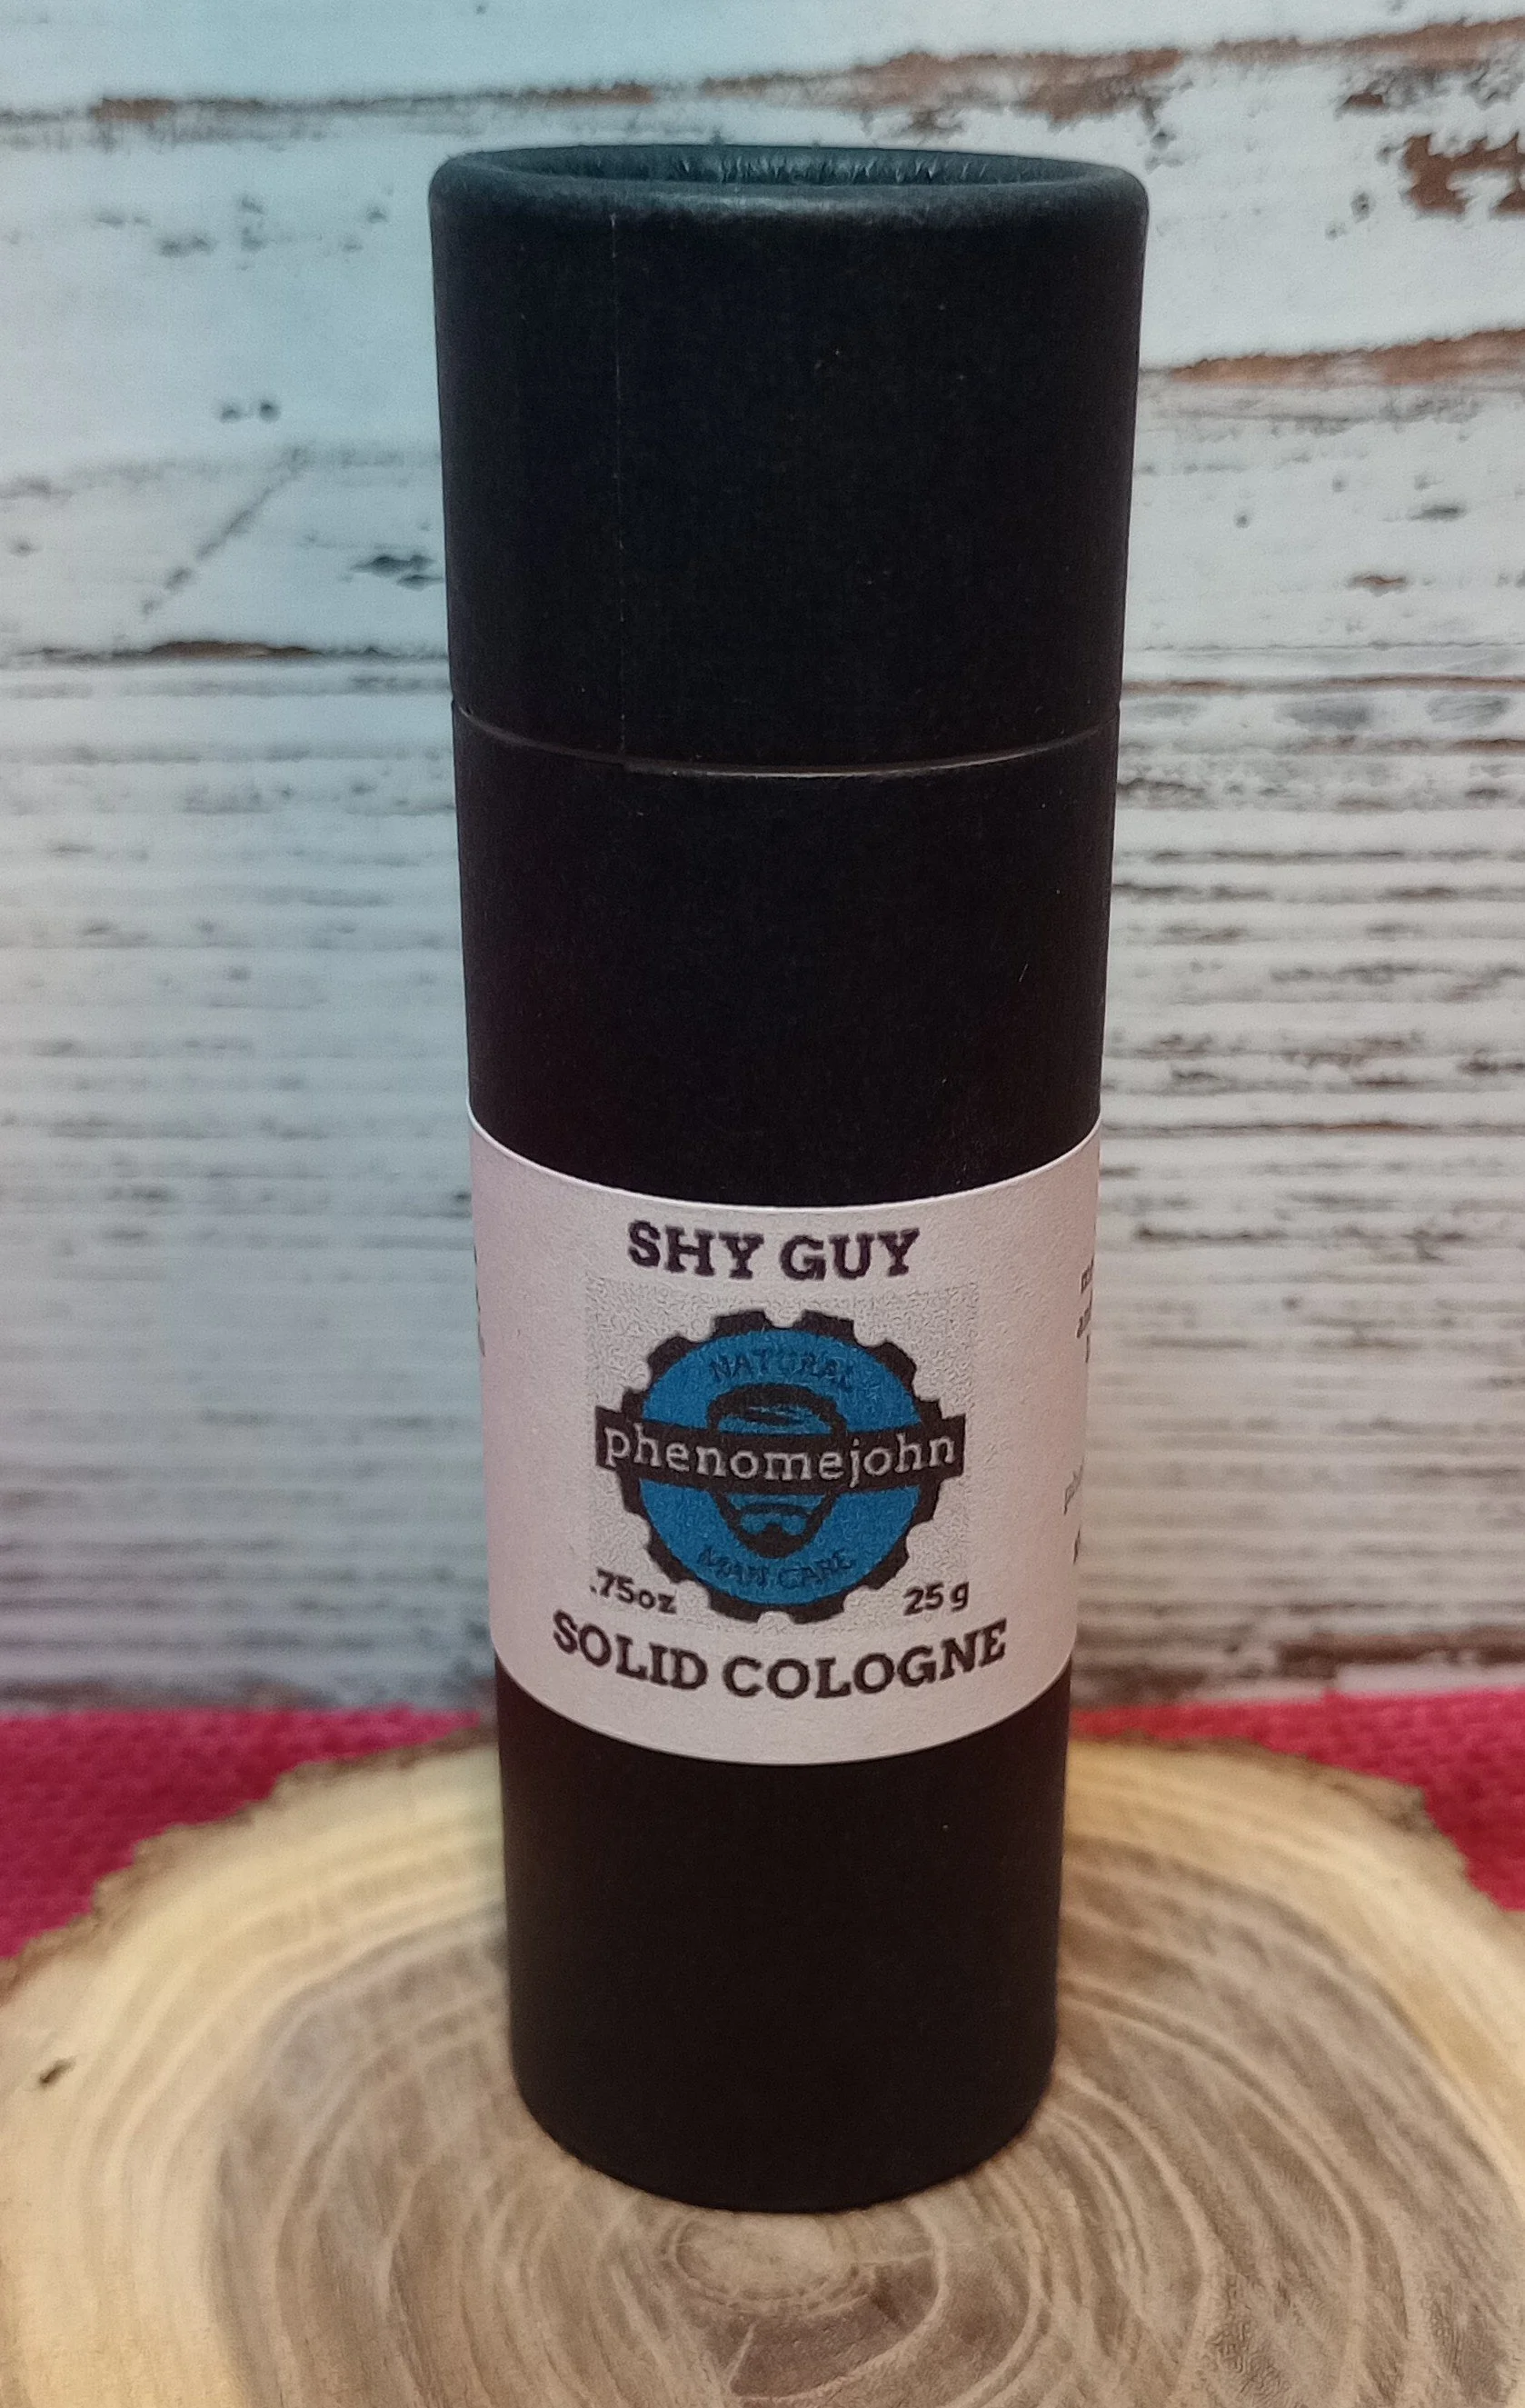 SHY GUY
NATURAL
phenomejohn
MAN CARE
.75oz 25 g
SOLID COLOGNE